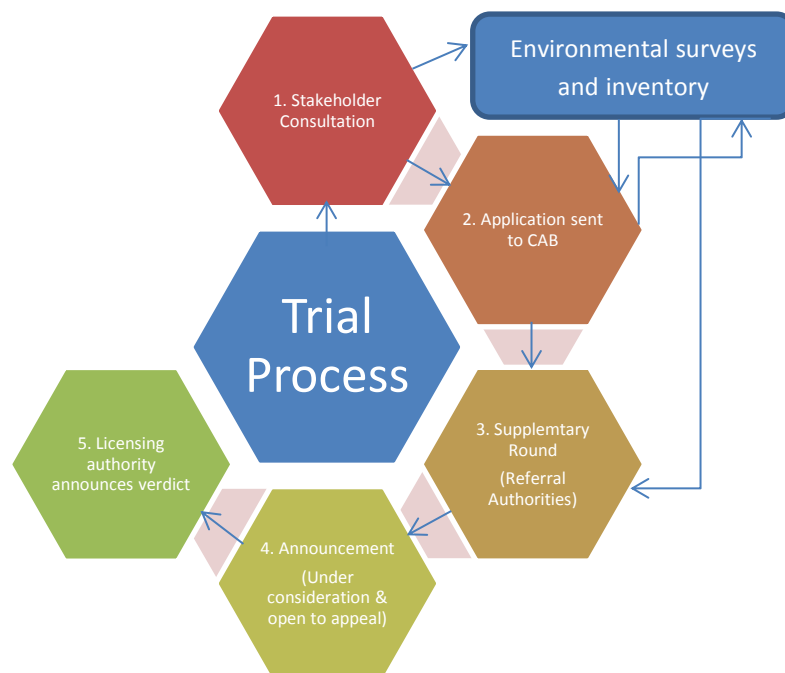 Environmental surveys
and inventory
1. Stakeholder
Consultation
2. Application sent
to CAB
Trial
Process
3. Supplemtary
Round
(Referral
Authorities)
4. Announcement
(Under
consideration &
open to appeal)
5. Licensing
authority
announces verdict